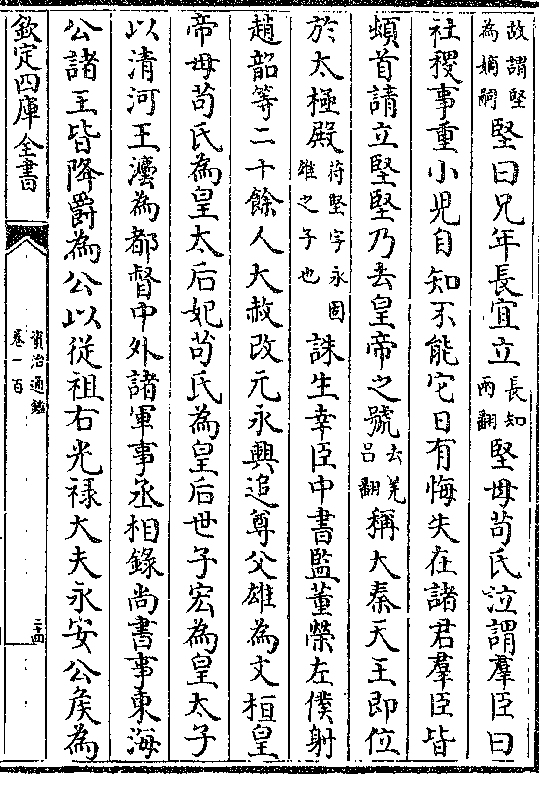 故謂堅
為嫡嗣
堅曰兄年長宜立
長知
兩翻
堅母苟氏泣謂羣臣曰
社稷事重小兒自知不能它日有悔失在諸君羣臣皆
頓首請立堅堅乃去皇帝之號
去羌
呂翻
稱大秦天王即位
於太極殿
苻堅字永固
雄之子也
誅生幸臣中書監董榮左僕射
趙韶等二十餘人大赦改元永興追尊父雄為文桓皇
帝母苟氏為皇太后妃苟氏為皇后世子宏為皇太子
以清河王灋為都督中外諸軍事丞相錄尚書事東海
公諸王皆降爵為公以從祖右光禄大夫永安公矦為
欽定四庫全書
資治通鑑
卷一百
二十四